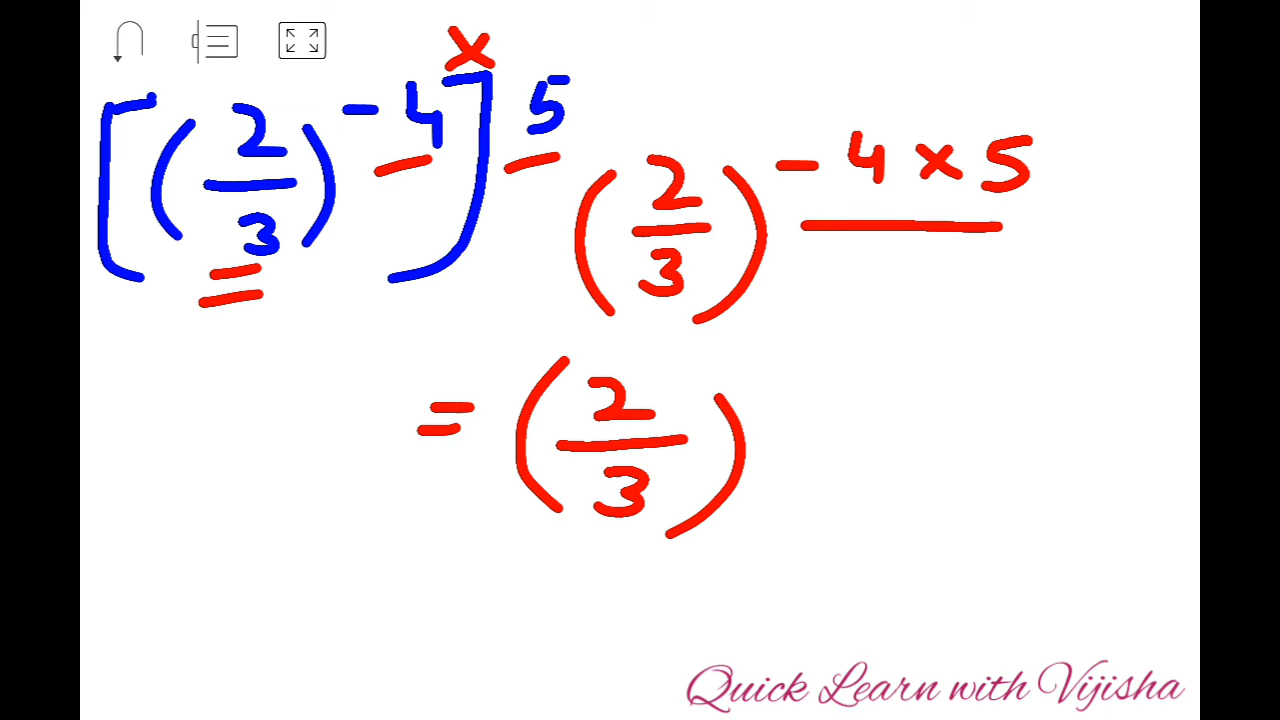 [(2/3)^-4]^5 × (2/3)^-4×5
= (2/3)
Quick Learn with Vijisha